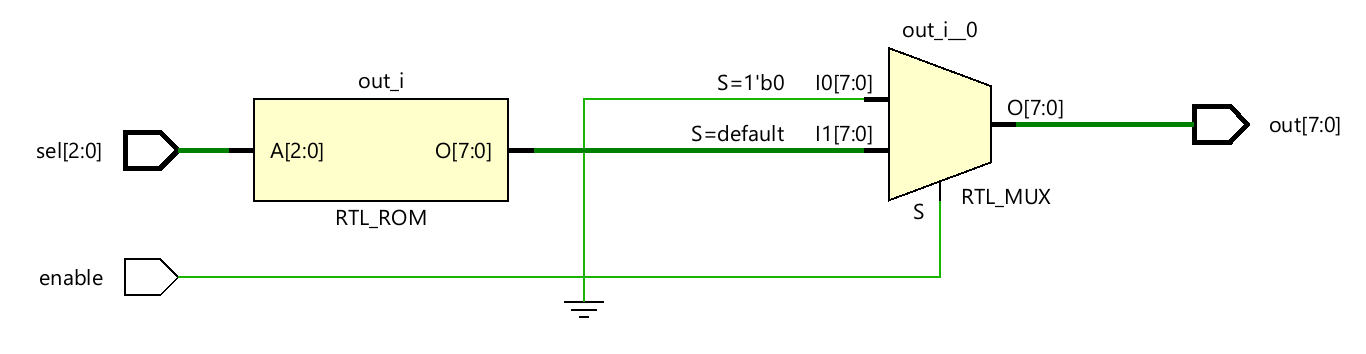 out_i__0
out_i
S=1'b0 I0[7:0]
O[7:0]
sel[2:0]
A[2:0] O[7:0]
S=default I1[7:0]
out[7:0]
RTL_ROM
S
RTL_MUX
enable